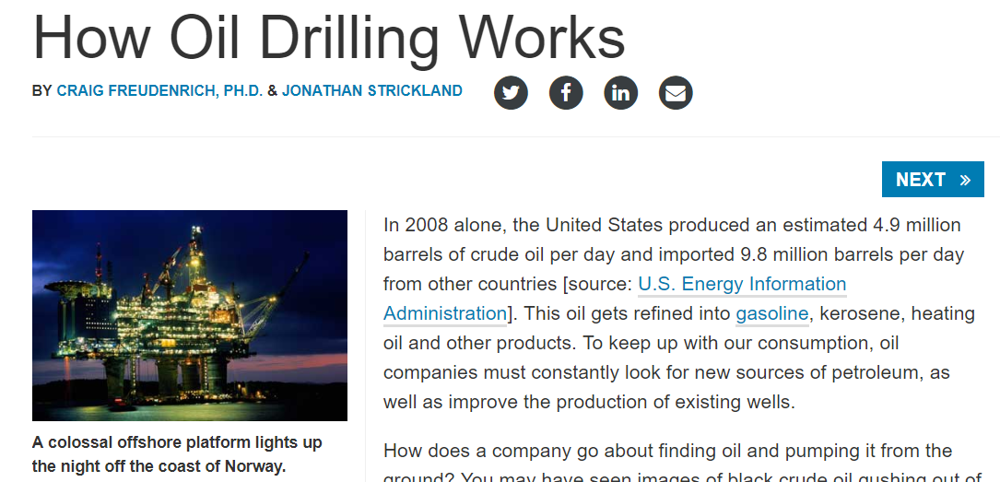 How Oil Drilling Works
BY CRAIG FREUDENRICH, PH.D. & JONATHAN STRICKLAND
NEXT »
In 2008 alone, the United States produced an estimated 4.9 million
barrels of crude oil per day and imported 9.8 million barrels per day
from other countries [source: U.S. Energy Information
Administration]. This oil gets refined into gasoline, kerosene, heating
oil and other products. To keep up with our consumption, oil
companies must constantly look for new sources of petroleum, as
well as improve the production of existing wells.
A colossal offshore platform lights up
the night off the coast of Norway.
How does a company go about finding oil and pumping it from the
ground? You may have seen images of black crude oil gushing out of